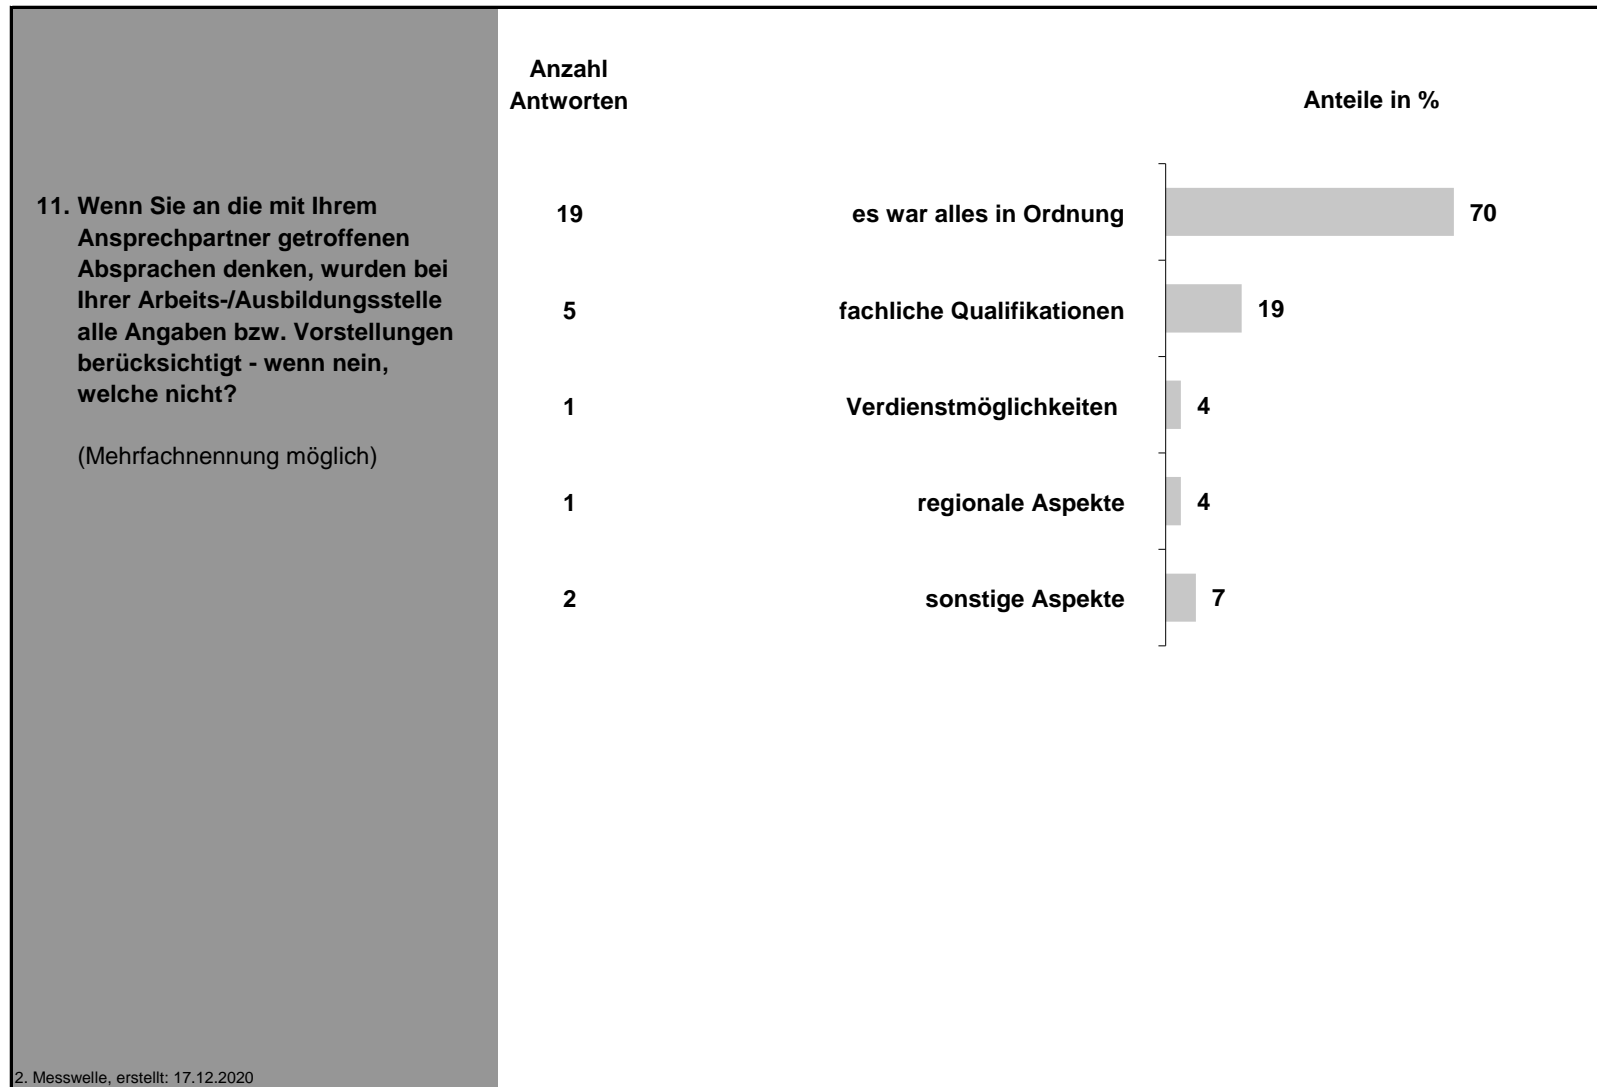 Anzahl
Antworten
Anteile in %
11. Wenn Sie an die mit Ihrem
Ansprechpartner getroffenen
Absprachen denken, wurden bei
Ihrer Arbeits-/Ausbildungsstelle
alle Angaben bzw. Vorstellungen
berücksichtigt - wenn nein,
welche nicht?
(Mehrfachnennung möglich)
19 es war alles in Ordnung 70
5 fachliche Qualifikationen 19
1 Verdienstmöglichkeiten 4
1 regionale Aspekte 4
2 sonstige Aspekte 7
2. Messwelle, erstellt: 17.12.2020